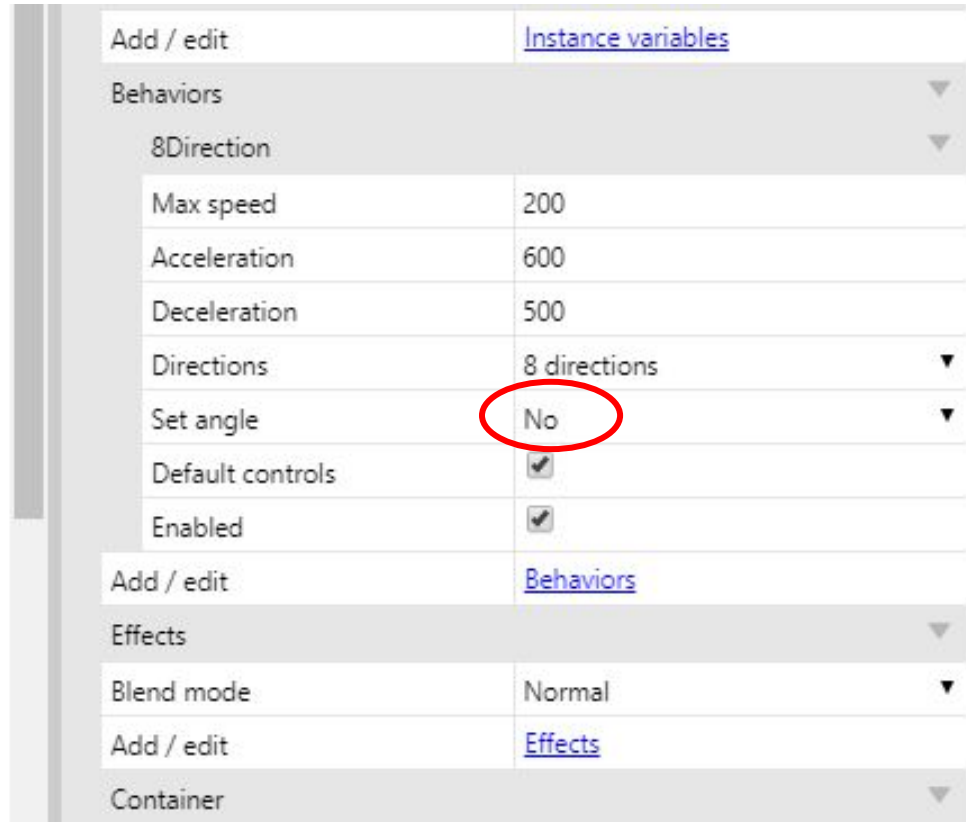 Add / edit Instance variables
Behaviors
8Direction
Max speed 200
Acceleration 600
Deceleration 500
Directions 8 directions
Set angle No
Default controls
Enabled
Add / edit Behaviors
Effects
Blend mode Normal
Add / edit Effects
Container